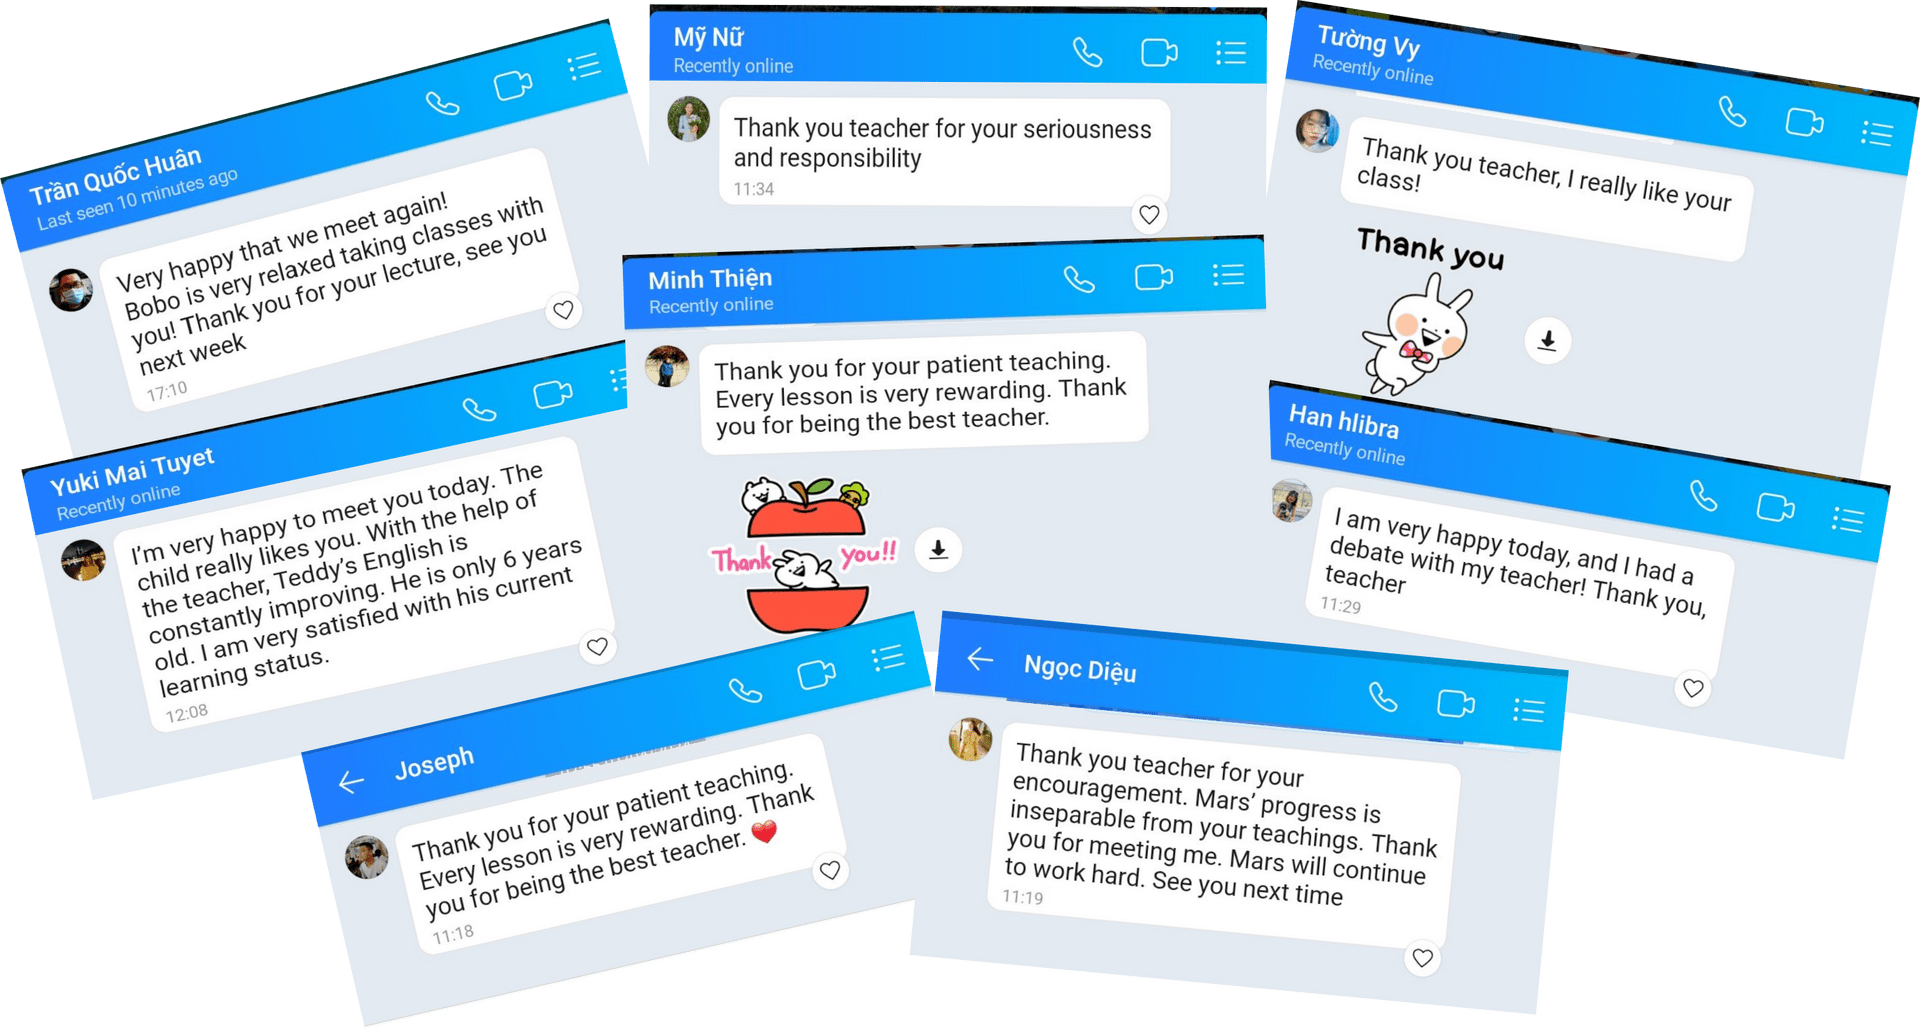 Trần Quốc Huân
Last seen 10 minutes ago
Very happy that we meet again!
Bobo is very relaxed taking classes with
you! Thank you for your lecture, see you
next week
17:10
Mỹ Nữ
Recently online
Thank you teacher for your seriousness
and responsibility
11:34
Tường Vy
Recently online
Thank you teacher, I really like your
class!
Thank you
Minh Thiện
Recently online
Thank you for your patient teaching.
Every lesson is very rewarding. Thank
you for being the best teacher.
Thank you!!
Yuki Mai Tuyet
Recently online
I'm very happy to meet you today. The
child really likes you. With the help of
the teacher, Teddy's English is
constantly improving. He is only 6 years
old. I am very satisfied with his current
learning status.
12:08
Han hlibra
Recently online
I am very happy today, and I had a
debate with my teacher! Thank you,
teacher
11:29
Joseph
Thank you for your patient teaching.
Every lesson is very rewarding. Thank
you for being the best teacher. ❤️
11:18
Ngọc Diệu
Thank you teacher for your
encouragement. Mars' progress is
inseparable from your teachings. Thank
you for meeting me. Mars will continue
to work hard. See you next time
11:19